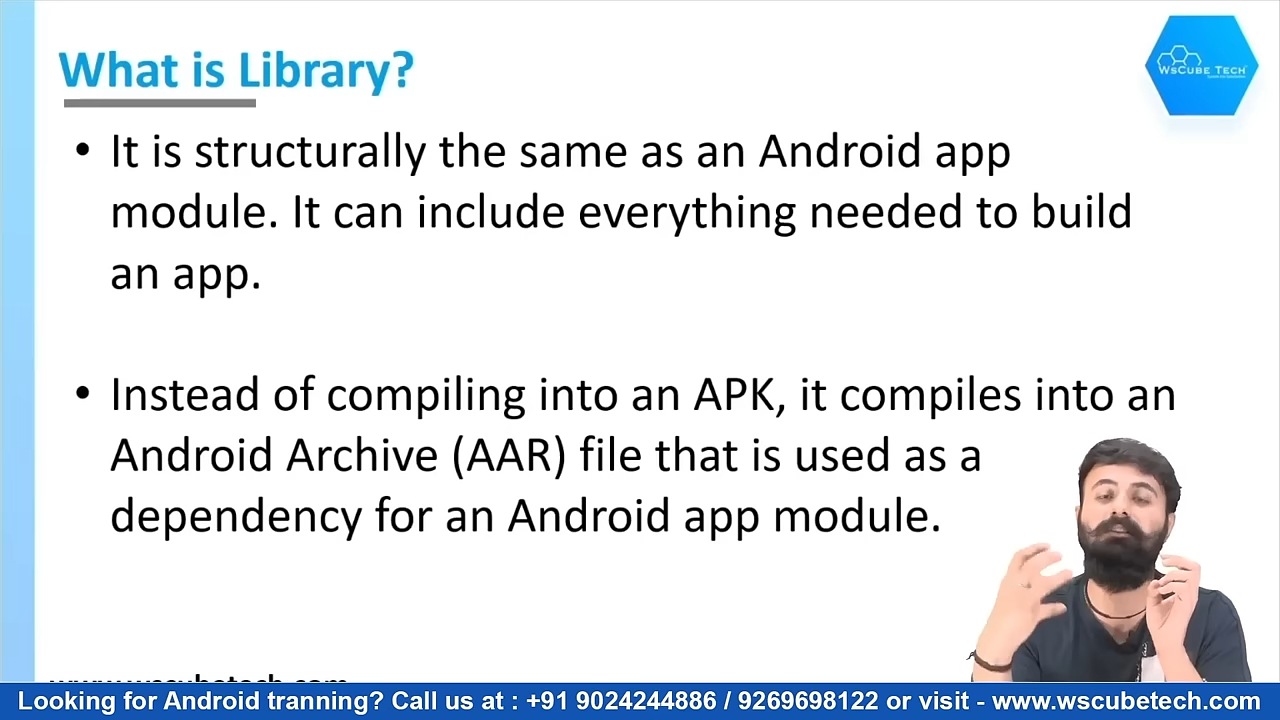 What is Library?
WSCUBE TECH
• It is structurally the same as an Android app
module. It can include everything needed to build
an app.
• Instead of compiling into an APK, it compiles into an
Android Archive (AAR) file that is used as a
dependency for an Android app module.
www.wscubetech.com
Looking for Android tranning? Call us at : +91 9024244886 / 9269698122 or visit - www.wscubetech.com